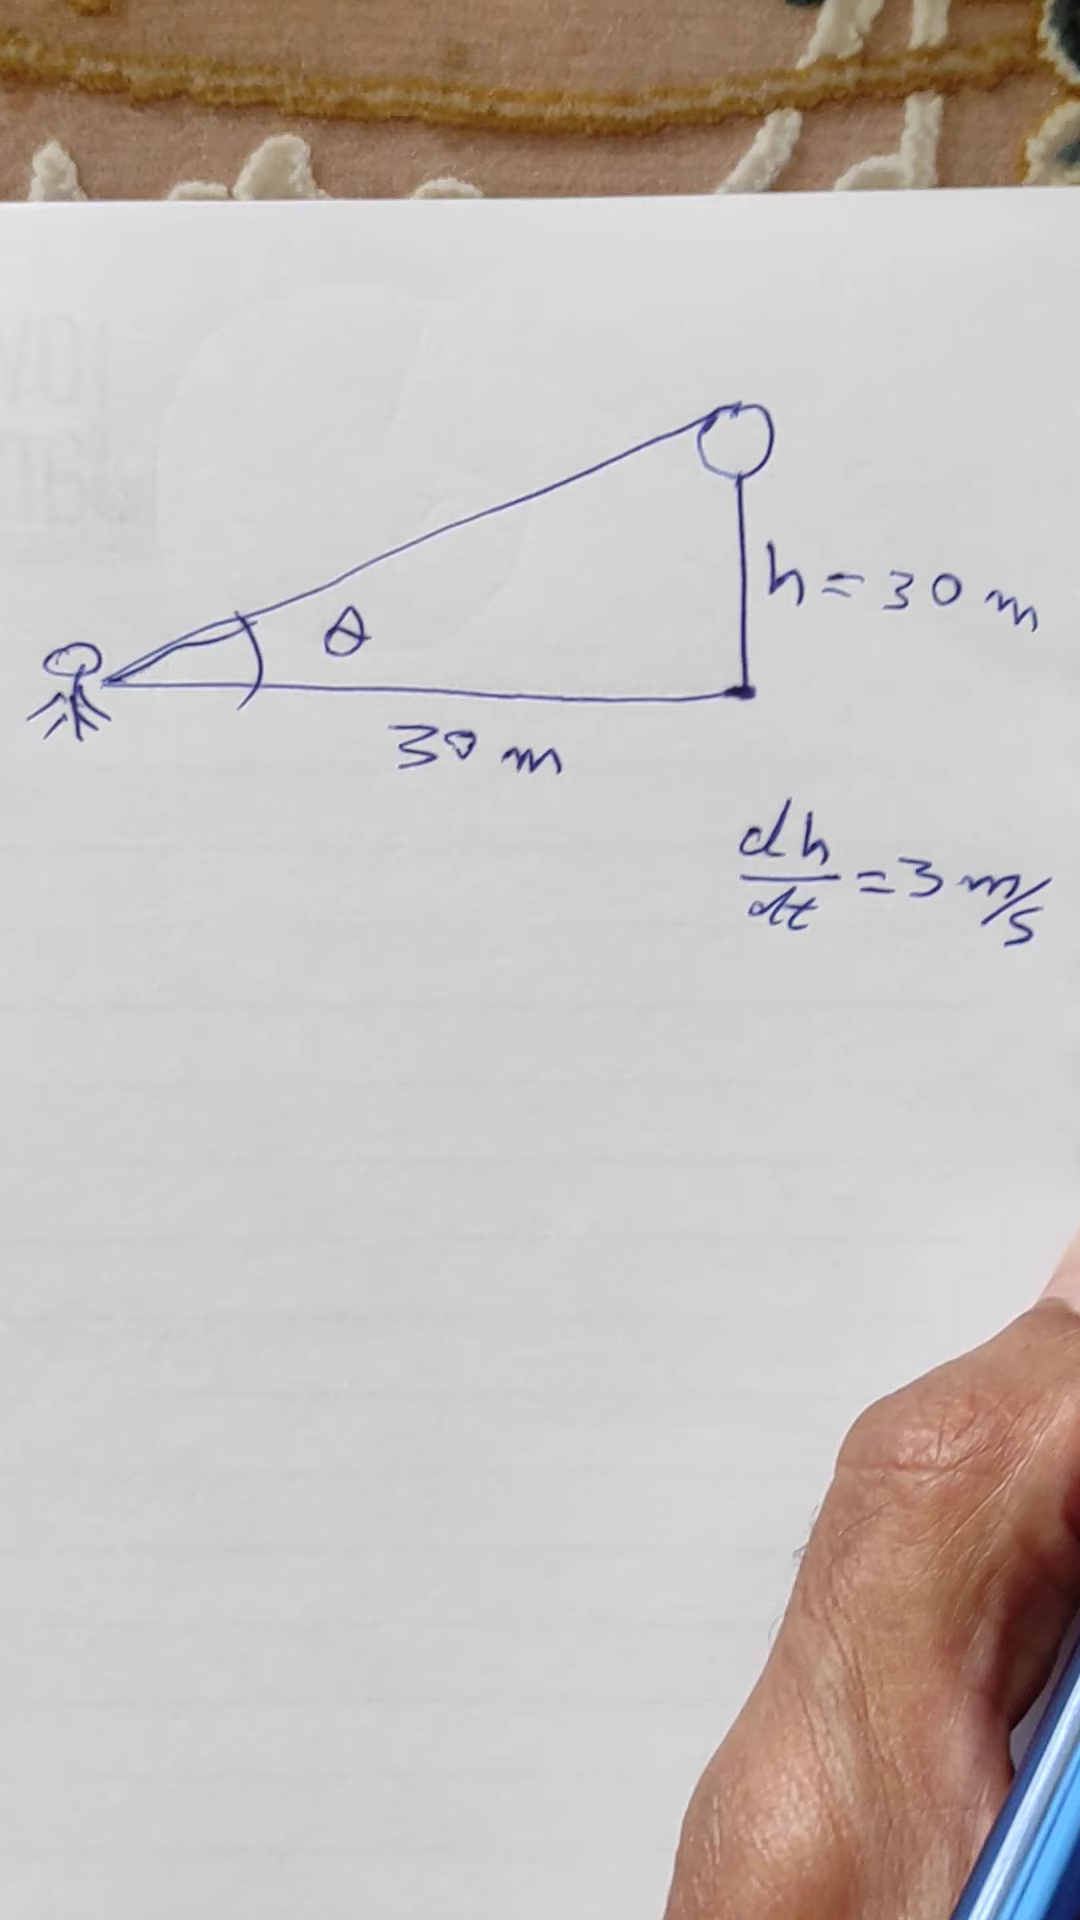 h = 30 m
θ
30 m
dh/dt = 3 m/s